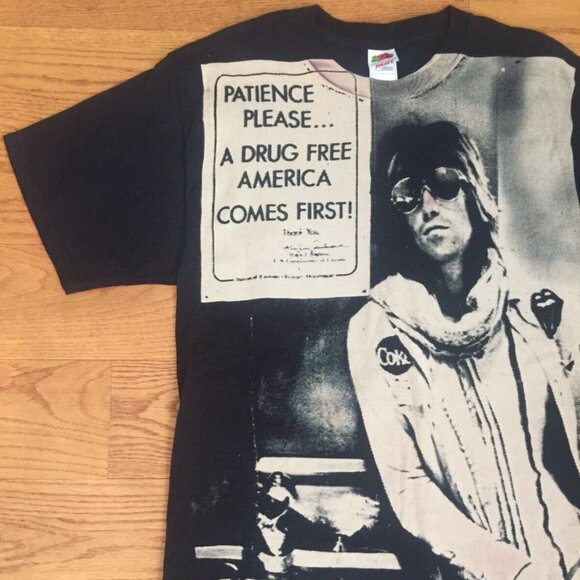 PATIENCE
PLEASE...
A DRUG FREE
AMERICA
COMES FIRST!
Thank You.
Coke